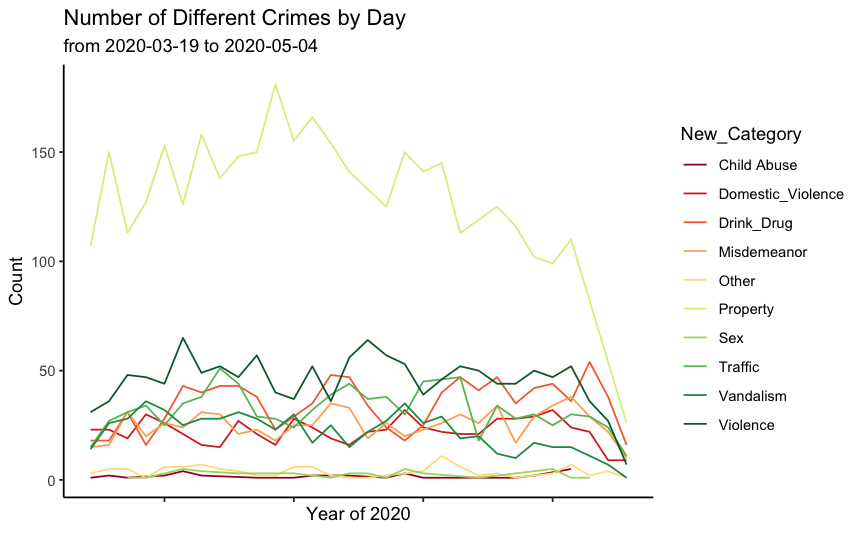 Number of Different Crimes by Day
from 2020-03-19 to 2020-05-04
150
100
50
0
Count
Year of 2020
New_Category
Child Abuse
Domestic_Violence
Drink_Drug
Misdemeanor
Other
Property
Sex
Traffic
Vandalism
Violence